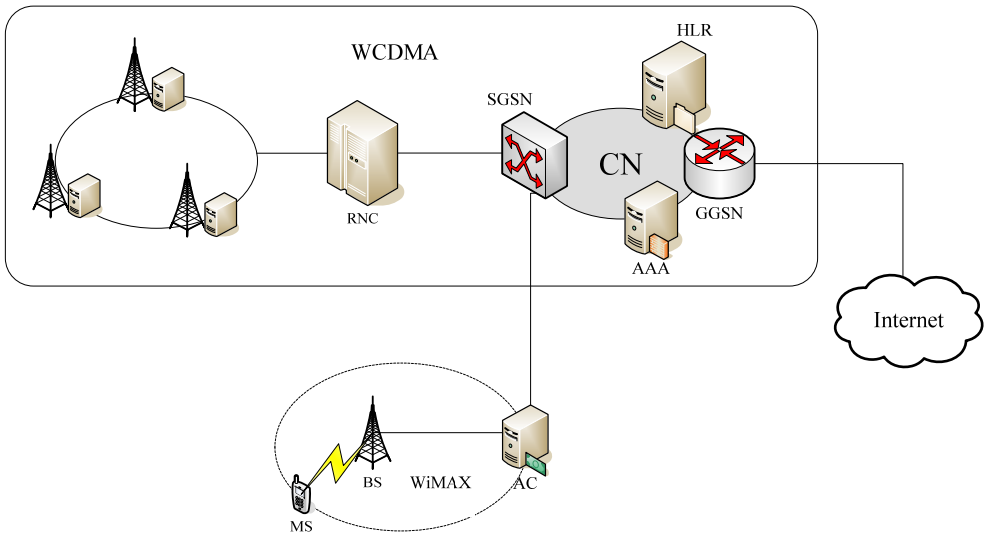 HLR
WCDMA
SGSN
CN
RNC
GGSN
AAA
Internet
BS
WiMAX
AC
MS